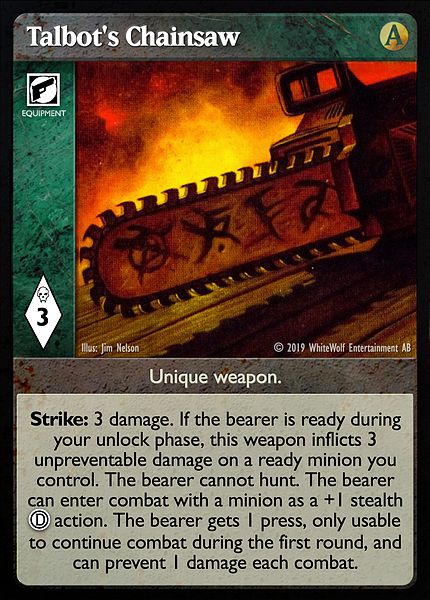 Talbot's Chainsaw
A
EQUIPMENT
3
Illus: Jim Nelson
© 2019 WhiteWolf Entertainment AB
Unique weapon.
Strike: 3 damage. If the bearer is ready during
your unlock phase, this weapon inflicts 3
unpreventable damage on a ready minion you
control. The bearer cannot hunt. The bearer
can enter combat with a minion as a +1 stealth
Ⓓ action. The bearer gets 1 press, only usable
to continue combat during the first round, and
can prevent 1 damage each combat.